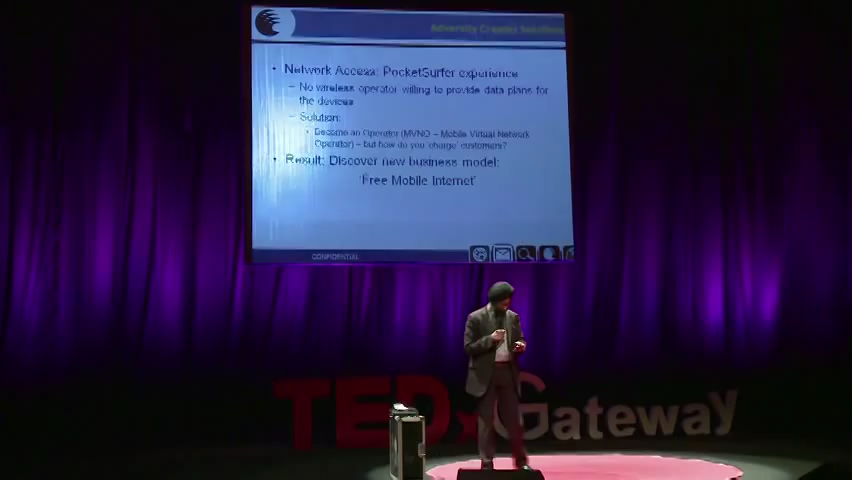 Adversity Creates Solutions
• Network Access: PocketSurfer experience
– No wireless operator willing to provide data plans for
the devices
– Solution:
• Became an Operator (MVNO – Mobile Virtual Network
Operator) – but how do you 'charge' customers?
• Result: Discover new business model:
'Free Mobile Internet'
CONFIDENTIAL
TEDxGateway